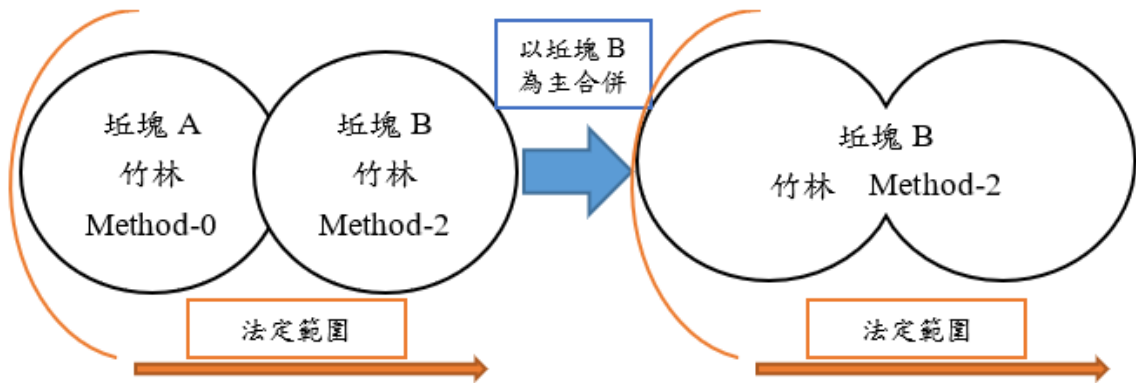 坵塊 A
竹林
Method-0
坵塊 B
竹林
Method-2
法定範圍
以坵塊 B
為主合併
坵塊 B
竹林 Method-2
法定範圍